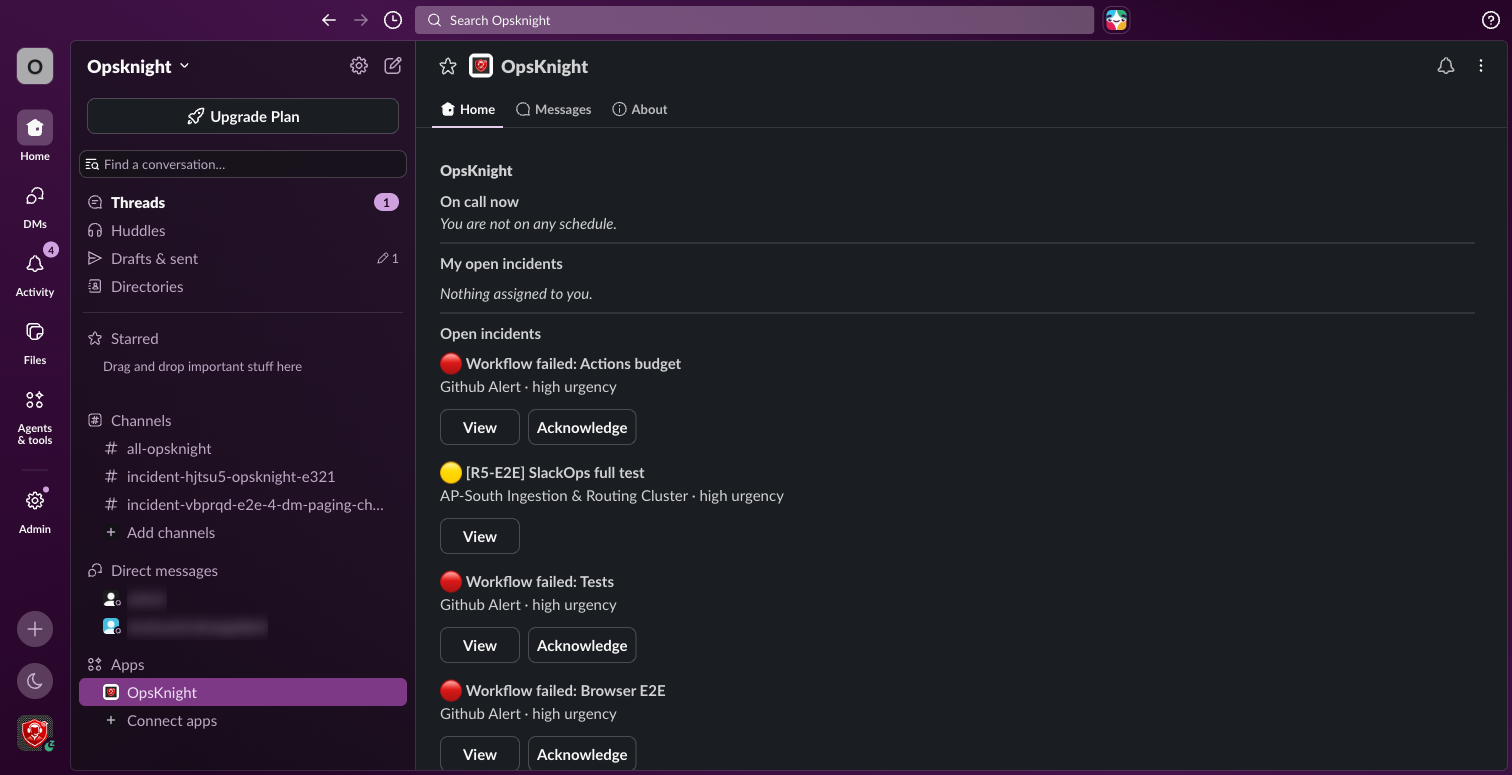 Search Opsknight
O
Home
DMs
4
Activity
Files
Agents
& tools
Admin
Opsknight
Upgrade Plan
Find a conversation...
Threads
1
Huddles
Drafts & sent
1
Directories
Starred
Drag and drop important stuff here
Channels
# all-opsknight
# incident-hjtsu5-opsknight-e321
# incident-vbprqd-e2e-4-dm-paging-ch...
+ Add channels
Direct messages
Apps
OpsKnight
+ Connect apps
OpsKnight
Home
Messages
About
OpsKnight
On call now
You are not on any schedule.
My open incidents
Nothing assigned to you.
Open incidents
Workflow failed: Actions budget
Github Alert · high urgency
View
Acknowledge
[R5-E2E] SlackOps full test
AP-South Ingestion & Routing Cluster · high urgency
View
Workflow failed: Tests
Github Alert · high urgency
View
Acknowledge
Workflow failed: Browser E2E
Github Alert · high urgency
View
Acknowledge